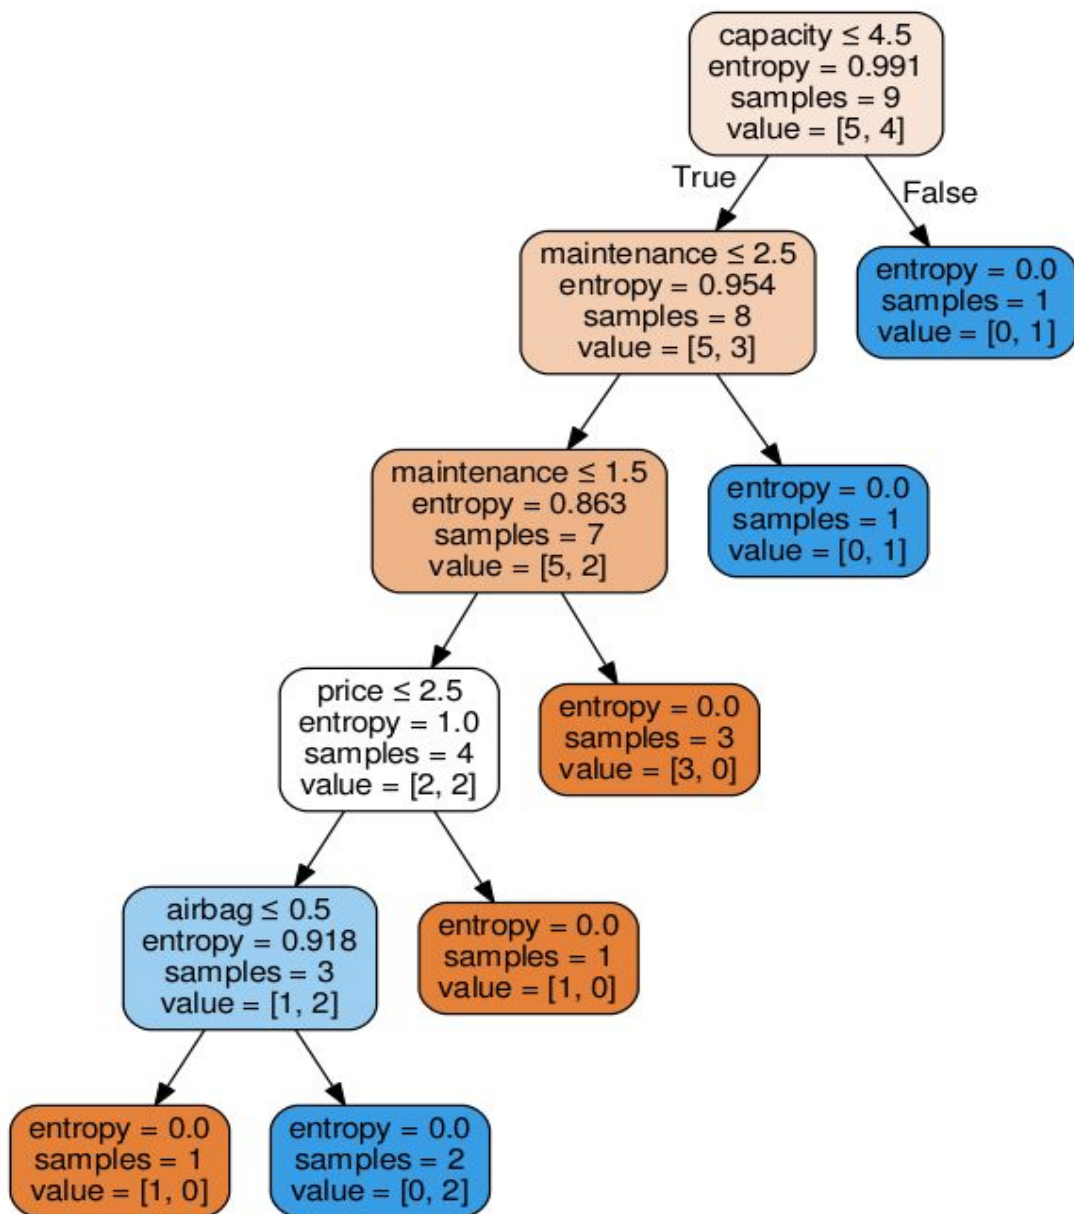 capacity ≤ 4.5
entropy = 0.991
samples = 9
value = [5, 4]
True
False
maintenance ≤ 2.5
entropy = 0.954
samples = 8
value = [5, 3]
entropy = 0.0
samples = 1
value = [0, 1]
maintenance ≤ 1.5
entropy = 0.863
samples = 7
value = [5, 2]
entropy = 0.0
samples = 1
value = [0, 1]
price ≤ 2.5
entropy = 1.0
samples = 4
value = [2, 2]
entropy = 0.0
samples = 3
value = [3, 0]
airbag ≤ 0.5
entropy = 0.918
samples = 3
value = [1, 2]
entropy = 0.0
samples = 1
value = [1, 0]
entropy = 0.0
samples = 1
value = [1, 0]
entropy = 0.0
samples = 2
value = [0, 2]